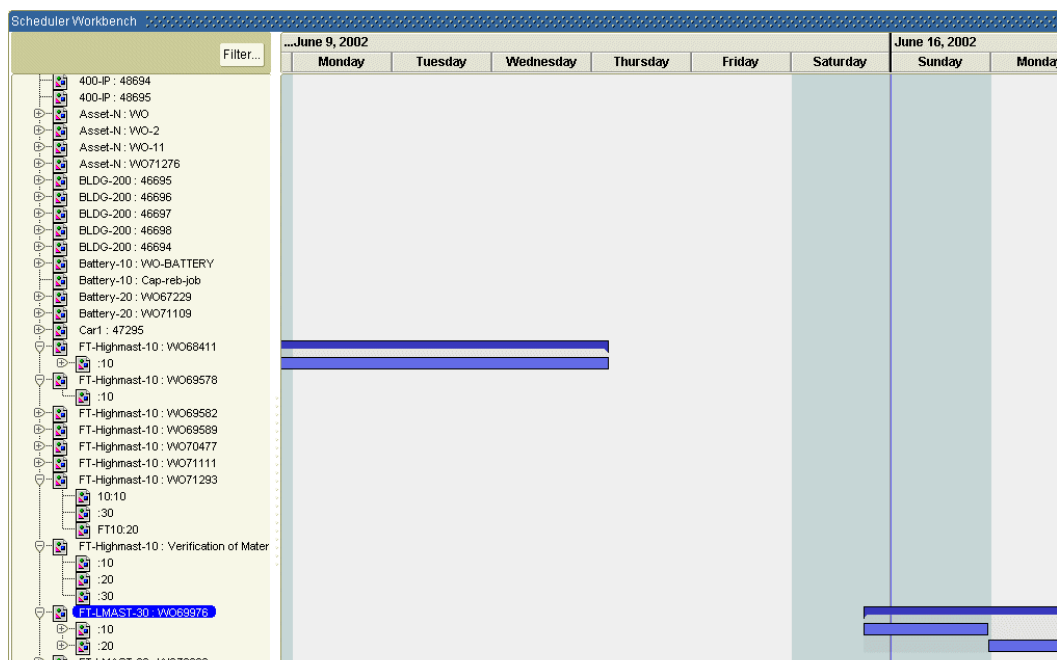 Scheduler Workbench
Filter...
...June 9, 2002
June 16, 2002
Monday Tuesday Wednesday Thursday Friday Saturday Sunday
400-IP : 48694
400-IP : 48695
Asset-N : WO
Asset-N : WO-2
Asset-N : WO-11
Asset-N : WO71276
BLDG-200 : 46695
BLDG-200 : 46696
BLDG-200 : 46697
BLDG-200 : 46698
BLDG-200 : 46694
Battery-10 : WO-BATTERY
Battery-10 : Cap-reb-job
Battery-20 : WO67229
Battery-20 : WO71109
Car1 : 47295
FT-Highmast-10 : WO68411
:10
FT-Highmast-10 : WO69578
:10
FT-Highmast-10 : WO69582
FT-Highmast-10 : WO69589
FT-Highmast-10 : WO70477
FT-Highmast-10 : WO71111
FT-Highmast-10 : WO71293
10:10
:30
FT10:20
FT-Highmast-10 : Verification of Mater
:10
:20
:30
FT-LMAST-30 : WO69976
:10
:20